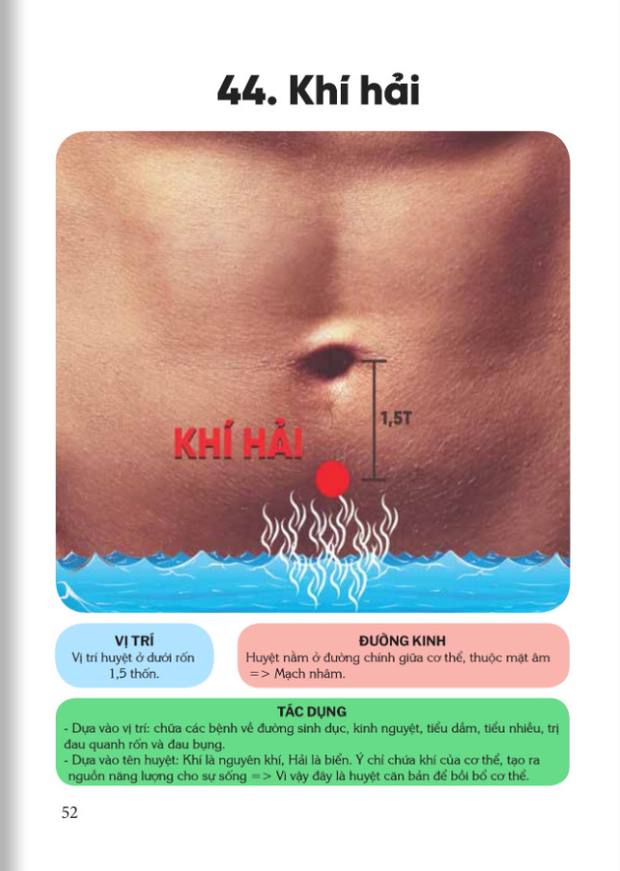 44. Khí hải
1,5T
KHÍ HẢI
VỊ TRÍ
Vị trí huyệt ở dưới rốn
1,5 thốn.
ĐƯỜNG KINH
Huyệt nằm ở đường chính giữa cơ thể, thuộc mặt âm
=> Mạch nhâm.
TÁC DỤNG
- Dựa vào vị trí: chữa các bệnh về đường sinh dục, kinh nguyệt, tiểu dầm, tiểu nhiều, trị
đau quanh rốn và đau bụng.
- Dựa vào tên huyệt: Khí là nguyên khí, Hải là biển. Ý chỉ chứa khí của cơ thể, tạo ra
nguồn năng lượng cho sự sống => Vì vậy đây là huyệt căn bản để bồi bổ cơ thể.
52